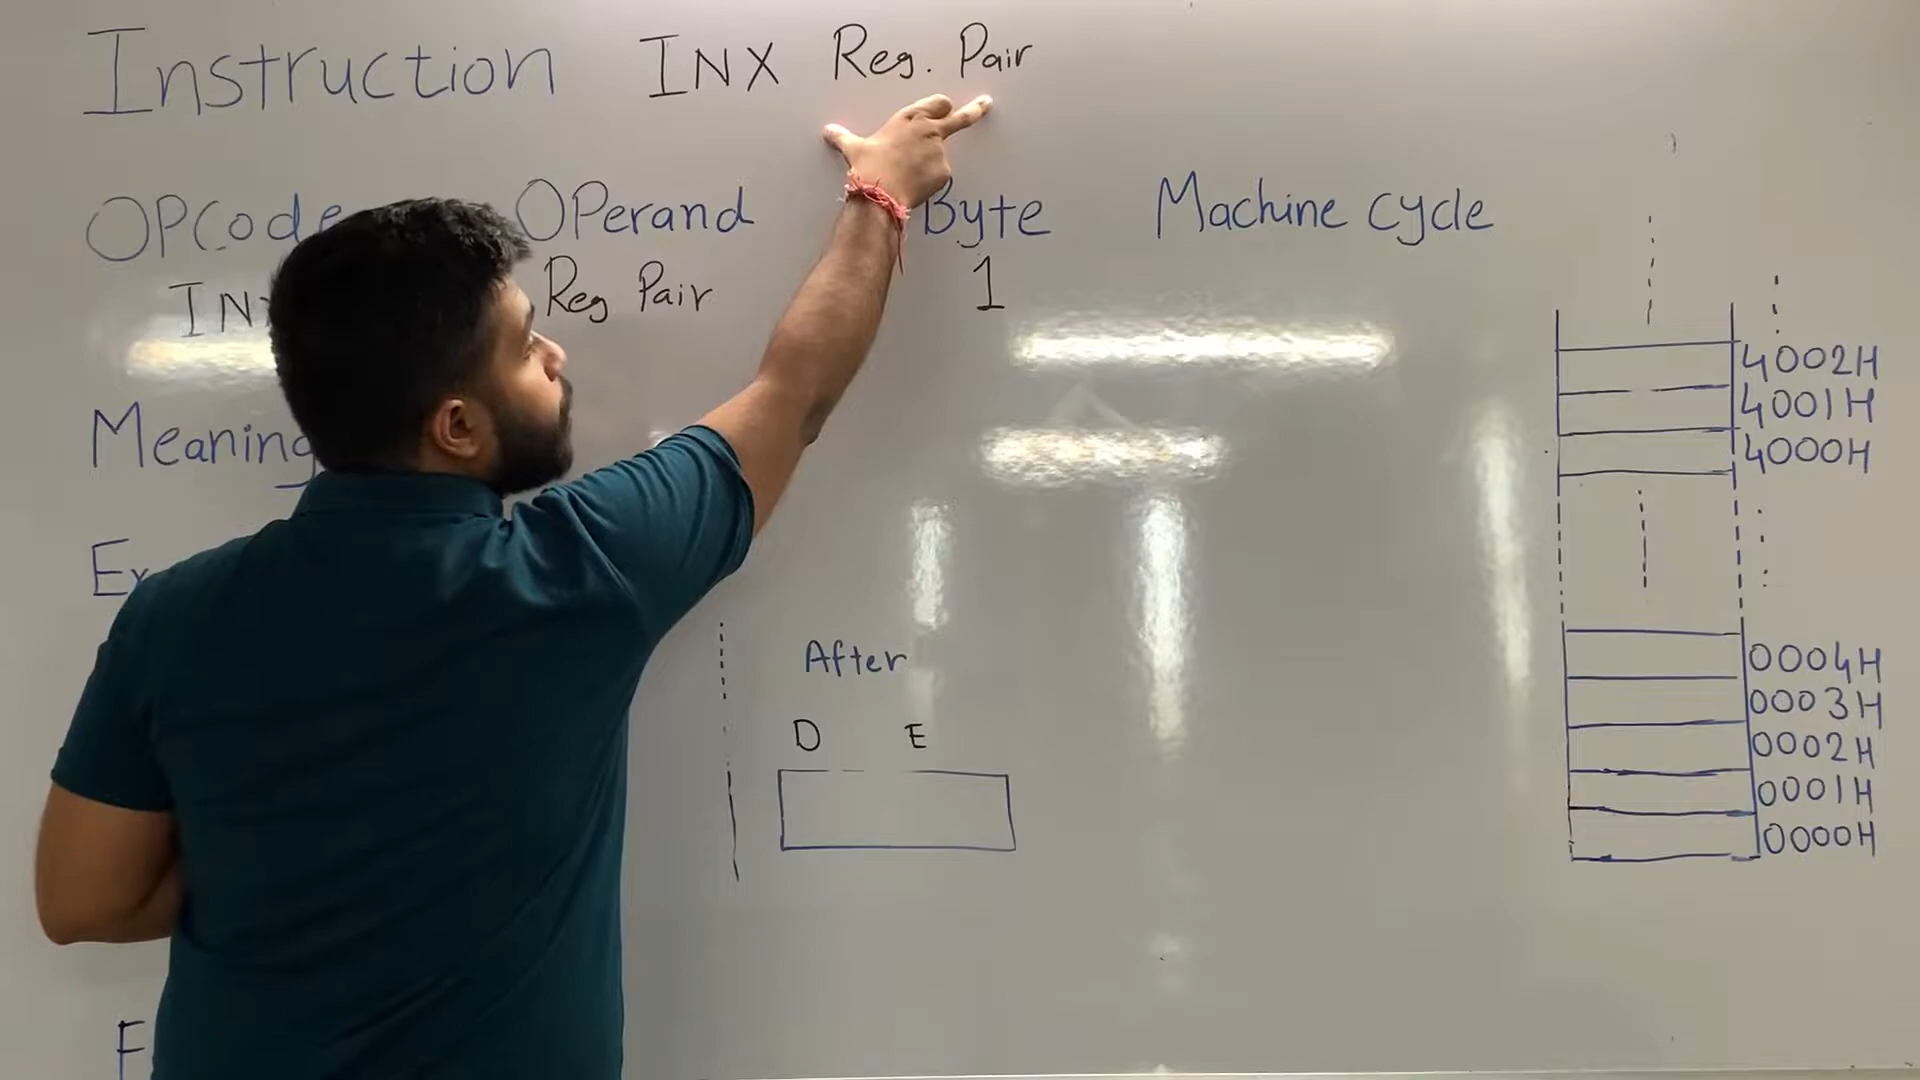 Instruction INX Reg. Pair
OPCode OPerand Byte Machine cycle
Reg Pair 1
Meaning
After
D E
4002H
4001H
4000H
0004H
0003H
0002H
0001H
0000H